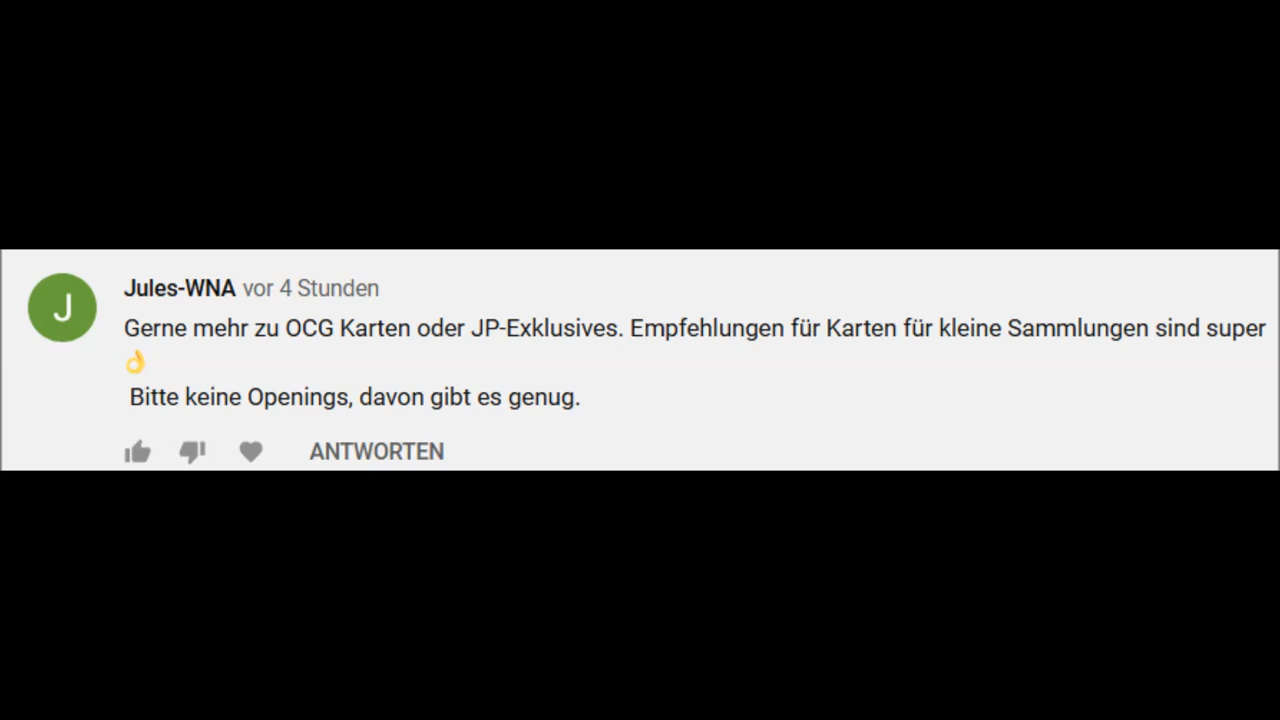 J
Jules-WNA vor 4 Stunden
Gerne mehr zu OCG Karten oder JP-Exklusives. Empfehlungen für Karten für kleine Sammlungen sind super
👌
Bitte keine Openings, davon gibt es genug.
ANTWORTEN